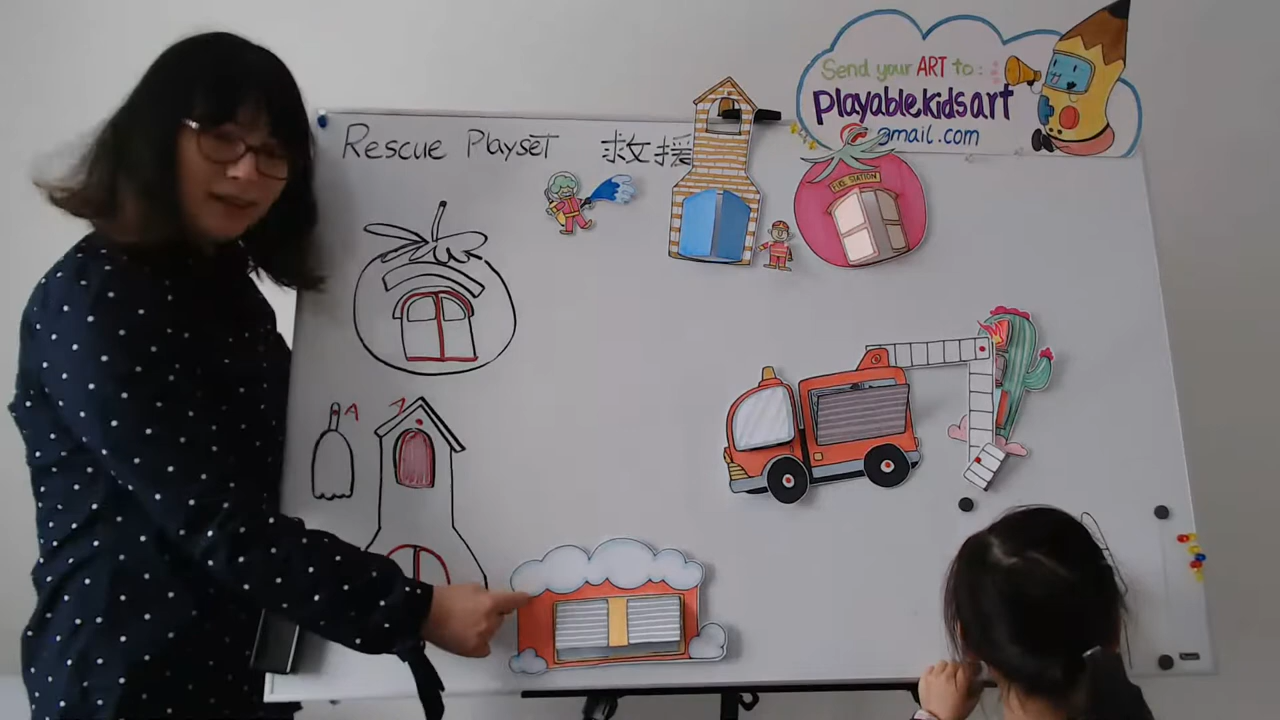 Rescue Playset 救援
Send your ART to:
playablekidsart
gmail.com
FIRE STATION
A